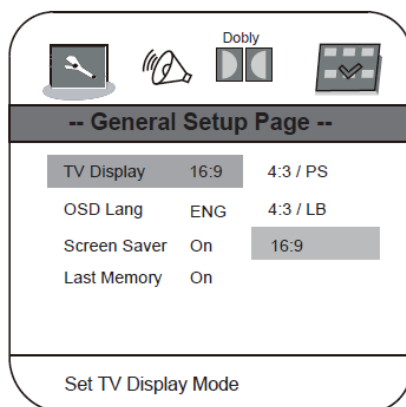 Dobly
-- General Setup Page --
TV Display 16:9 4:3 / PS
OSD Lang ENG 4:3 / LB
Screen Saver On 16:9
Last Memory On
Set TV Display Mode